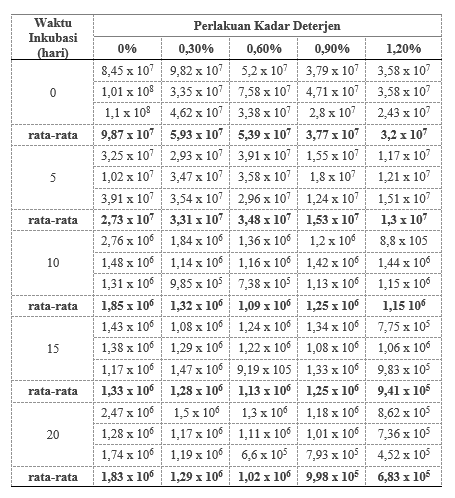 Waktu Inkubasi (hari) Perlakuan Kadar Deterjen
0% 0,30% 0,60% 0,90% 1,20%
8,45 x 10⁷ 9,82 x 10⁷ 5,2 x 10⁷ 3,79 x 10⁷ 3,58 x 10⁷
0 1,01 x 10⁸ 3,35 x 10⁷ 7,58 x 10⁷ 4,71 x 10⁷ 3,58 x 10⁷
1,1 x 10⁸ 4,62 x 10⁷ 3,38 x 10⁷ 2,8 x 10⁷ 2,43 x 10⁷
rata-rata 9,87 x 10⁷ 5,93 x 10⁷ 5,39 x 10⁷ 3,77 x 10⁷ 3,2 x 10⁷
3,25 x 10⁷ 2,93 x 10⁷ 3,91 x 10⁷ 1,55 x 10⁷ 1,17 x 10⁷
5 1,02 x 10⁷ 3,47 x 10⁷ 3,58 x 10⁷ 1,8 x 10⁷ 1,21 x 10⁷
3,91 x 10⁷ 3,54 x 10⁷ 2,96 x 10⁷ 1,24 x 10⁷ 1,51 x 10⁷
rata-rata 2,73 x 10⁷ 3,31 x 10⁷ 3,48 x 10⁷ 1,53 x 10⁷ 1,3 x 10⁷
2,76 x 10⁶ 1,84 x 10⁶ 1,36 x 10⁶ 1,2 x 10⁶ 8,8 x 105
10 1,48 x 10⁶ 1,14 x 10⁶ 1,16 x 10⁶ 1,42 x 10⁶ 1,44 x 10⁶
1,31 x 10⁶ 9,85 x 10⁵ 7,38 x 10⁵ 1,13 x 10⁶ 1,15 x 10⁶
rata-rata 1,85 x 10⁶ 1,32 x 10⁶ 1,09 x 10⁶ 1,25 x 10⁶ 1,15 10⁶
1,43 x 10⁶ 1,08 x 10⁶ 1,24 x 10⁶ 1,34 x 10⁶ 7,75 x 10⁵
15 1,38 x 10⁶ 1,29 x 10⁶ 1,22 x 10⁶ 1,08 x 10⁶ 1,06 x 10⁶
1,17 x 10⁶ 1,47 x 10⁶ 9,19 x 105 1,33 x 10⁶ 9,83 x 10⁵
rata-rata 1,33 x 10⁶ 1,28 x 10⁶ 1,13 x 10⁶ 1,25 x 10⁶ 9,41 x 10⁵
2,47 x 10⁶ 1,5 x 10⁶ 1,3 x 10⁶ 1,18 x 10⁶ 8,62 x 10⁵
20 1,28 x 10⁶ 1,17 x 10⁶ 1,11 x 10⁶ 1,01 x 10⁶ 7,36 x 10⁵
1,74 x 10⁶ 1,19 x 10⁶ 6,6 x 10⁵ 7,93 x 10⁵ 4,52 x 10⁵
rata-rata 1,83 x 10⁶ 1,29 x 10⁶ 1,02 x 10⁶ 9,98 x 10⁵ 6,83 x 10⁵